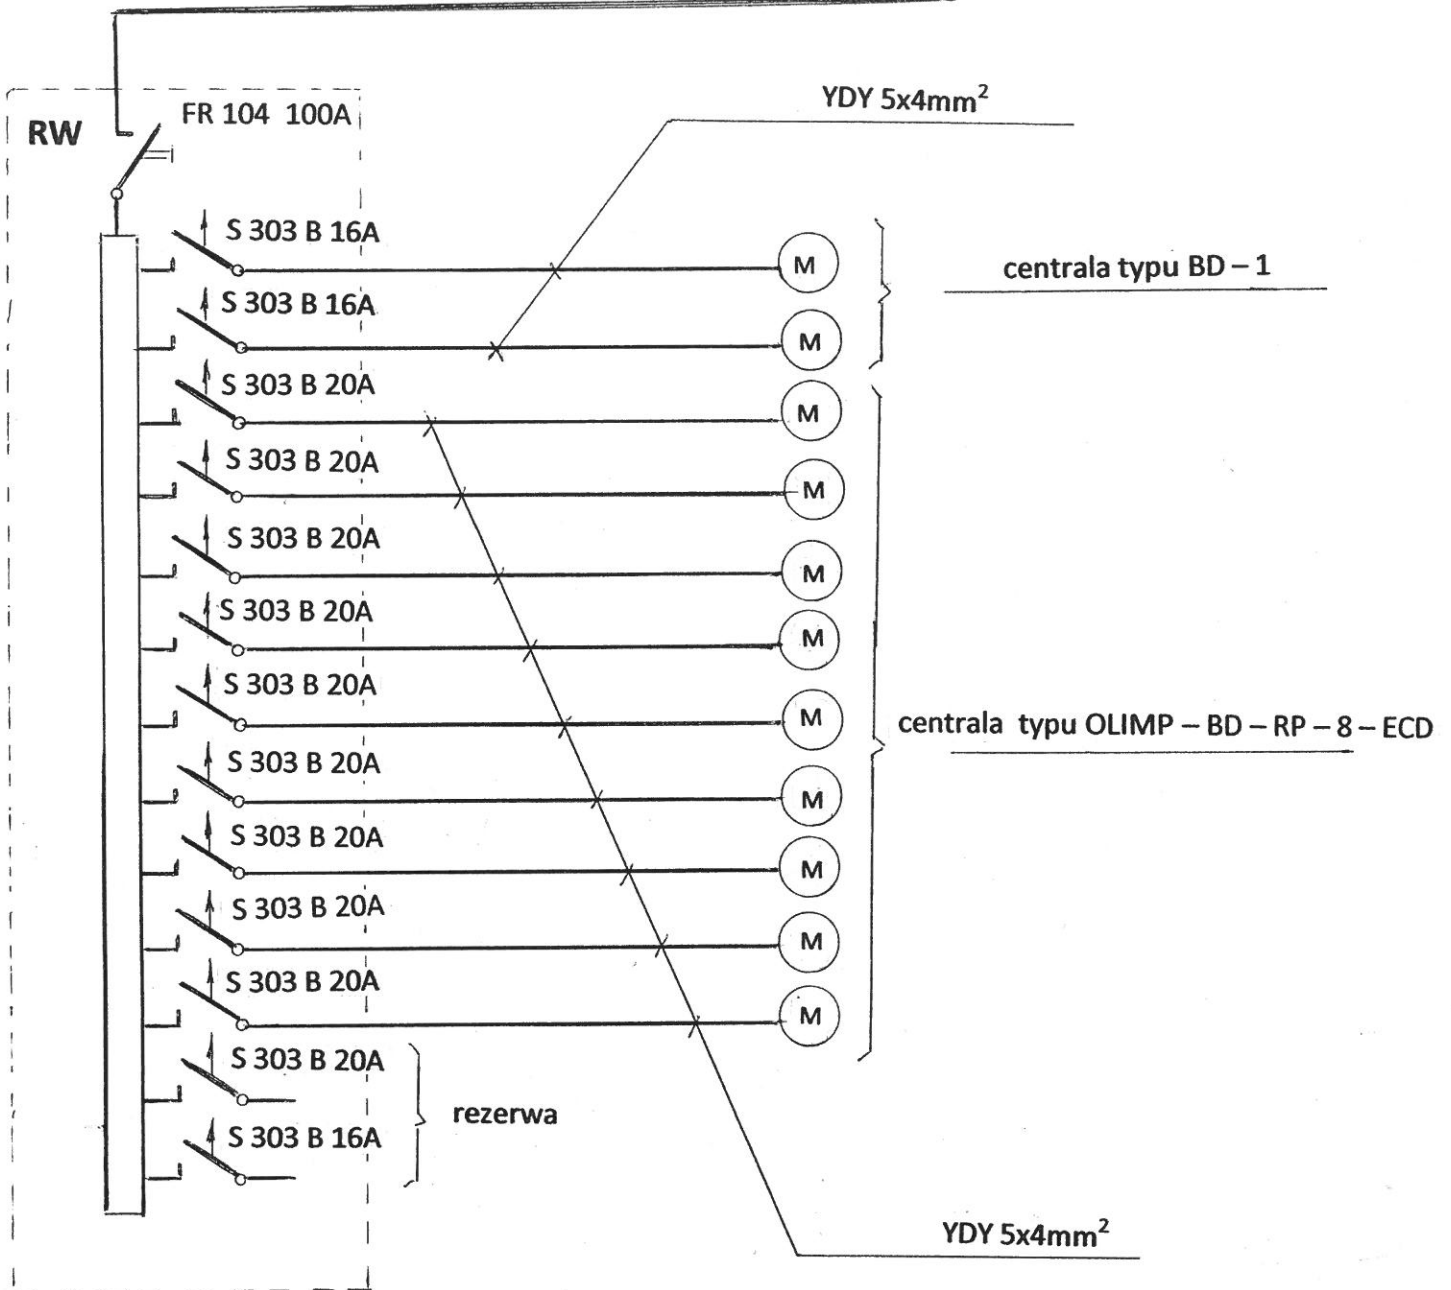 YDY 5x4mm²
RW
FR 104 100A
S 303 B 16A
M
centrala typu BD – 1
S 303 B 16A
M
S 303 B 20A
M
S 303 B 20A
M
S 303 B 20A
M
S 303 B 20A
M
S 303 B 20A
M
centrala typu OLIMP – BD – RP – 8 – ECD
S 303 B 20A
M
S 303 B 20A
M
S 303 B 20A
M
S 303 B 20A
M
S 303 B 20A
rezerwa
S 303 B 16A
YDY 5x4mm²